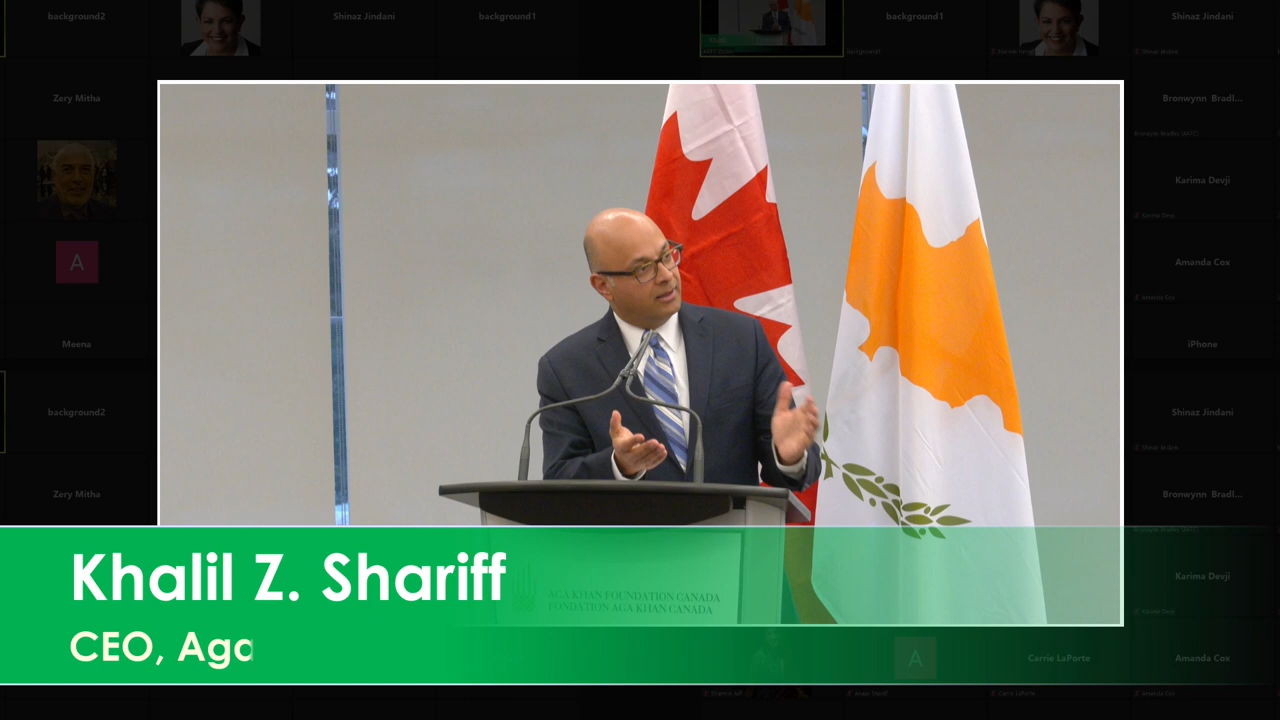 background2
Shinaz Jindani
background1
background1
Shinaz Jindani
Zery Mitha
Bronwynn Bradl...
Karima Devji
A
Amanda Cox
Meena
iPhone
background2
Shinaz Jindani
Zery Mitha
Bronwynn Bradl...
Khalil Z. Shariff
Karima Devji
AGA KHAN FOUNDATION CANADA
FONDATION AGA KHAN CANADA
CEO, Aga
A
Carrie LaPorte
Amanda Cox